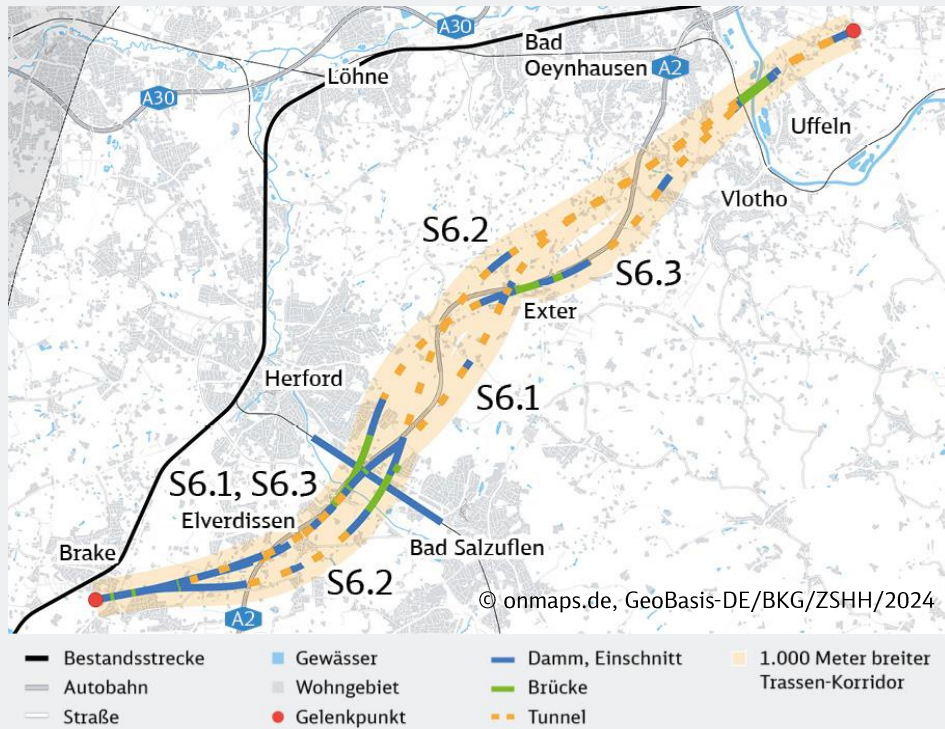 A30
Bad
Oeynhausen
A2
Löhne
A30
Uffeln
Vlotho
S6.2
S6.3
Exter
Herford
S6.1
S6.1, S6.3
Elverdissen
Brake
Bad Salzuflen
S6.2
A2
© onmaps.de, GeoBasis-DE/BKG/ZSHH/2024
Bestandsstrecke
Autobahn
Straße
Gewässer
Wohngebiet
Gelenkpunkt
Damm, Einschnitt
Brücke
Tunnel
1.000 Meter breiter
Trassen-Korridor